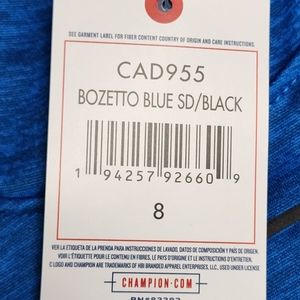 SEE GARMENT LABEL FOR FIBER CONTENT COUNTRY OF ORIGIN AND CARE INSTRUCTIONS.
CAD955
BOZETTO BLUE SD/BLACK
1 94257 92660 9
8
VER LA ETIQUETA DE LA PRENDA PARA INSTRUCCIONES DE LAVADO, DATOS DE COMPOSICIÓN Y PAÍS DE ORIGEN.
VOIR L'ÉTIQUETTE POUR LE CONTENU EN FIBRES, LE PAYS D'ORIGINE ET LES INSTRUCTIONS D'ENTRETIEN.
C LOGO AND CHAMPION ARE TRADEMARKS OF HBI BRANDED APPAREL ENTERPRISES, LLC, USED UNDER LICENSE
CHAMPION·COM